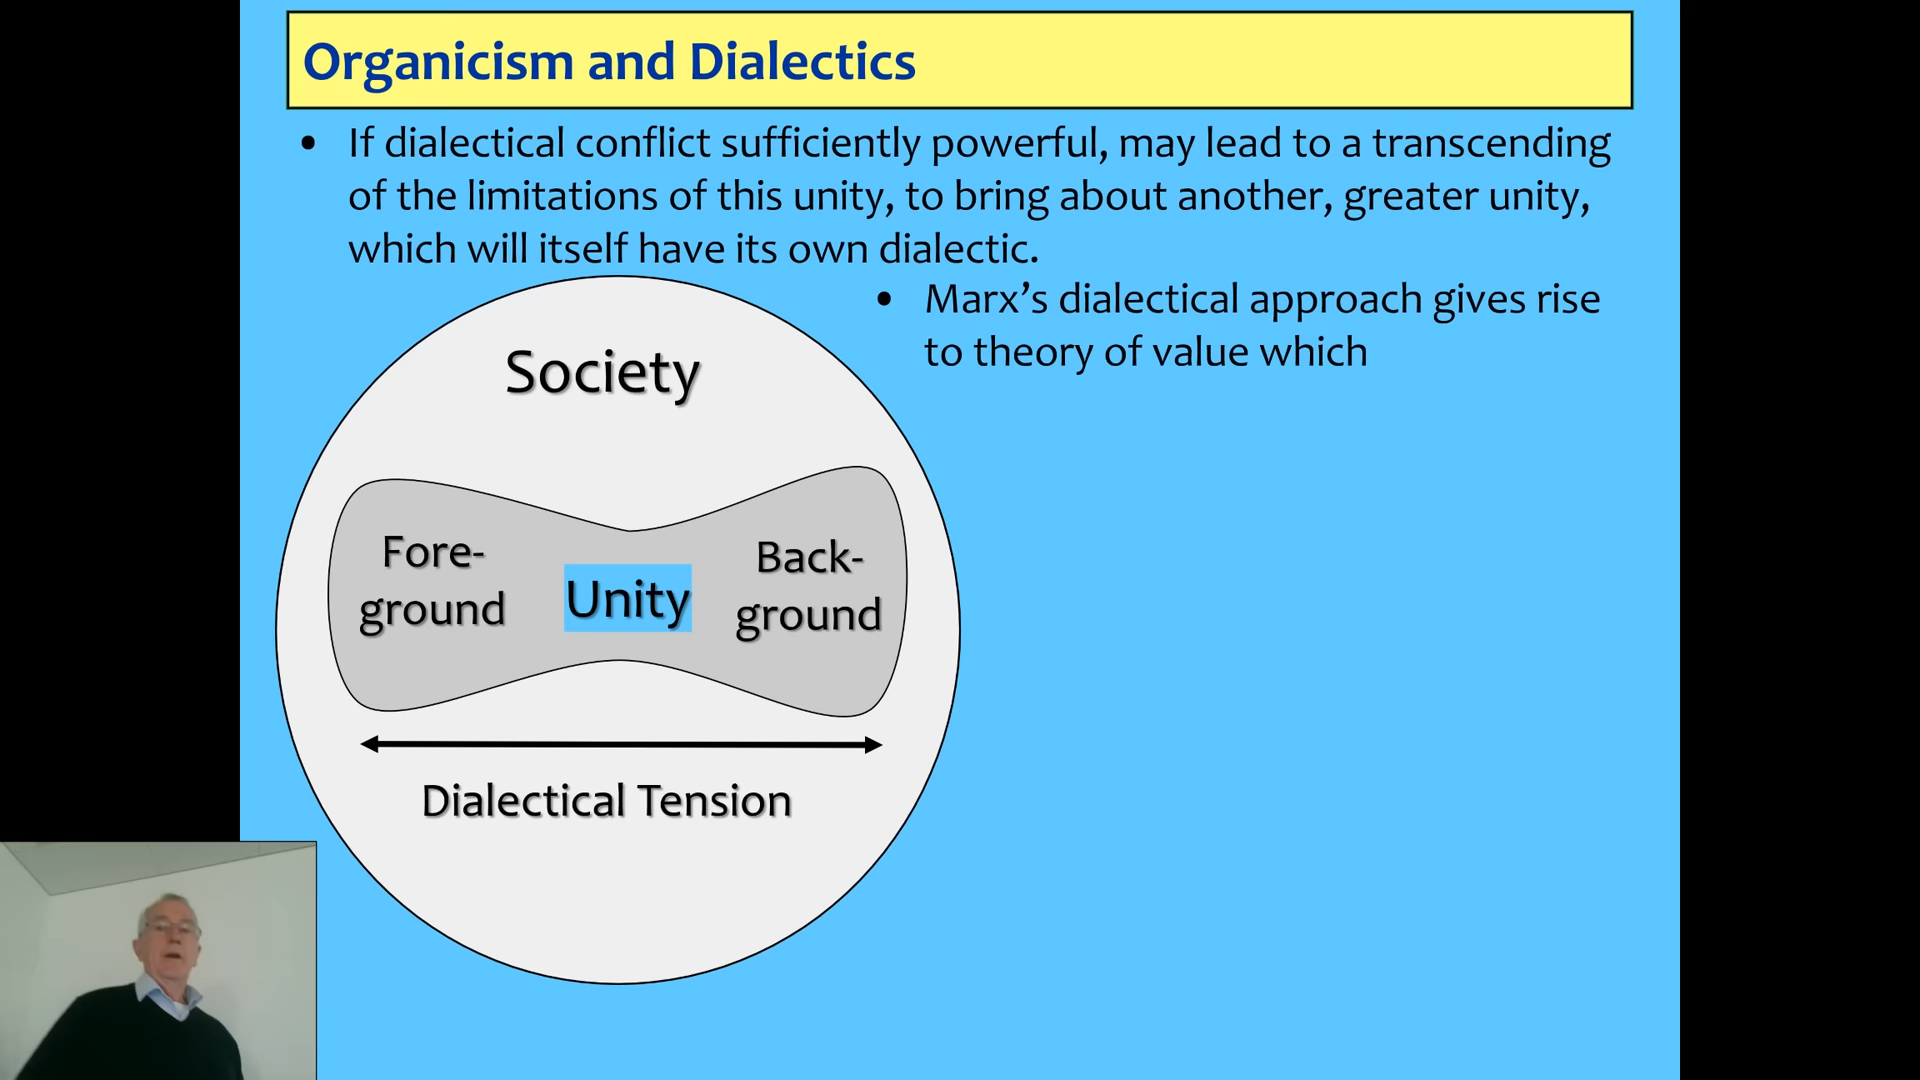 Organicism and Dialectics
• If dialectical conflict sufficiently powerful, may lead to a transcending
of the limitations of this unity, to bring about another, greater unity,
which will itself have its own dialectic.
• Marx’s dialectical approach gives rise
to theory of value which
Society
Fore-
ground
Unity
Back-
ground
Dialectical Tension